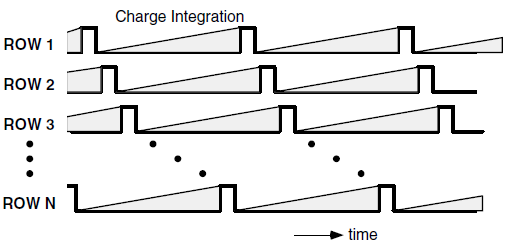 Charge Integration
ROW 1
ROW 2
ROW 3
ROW N
time